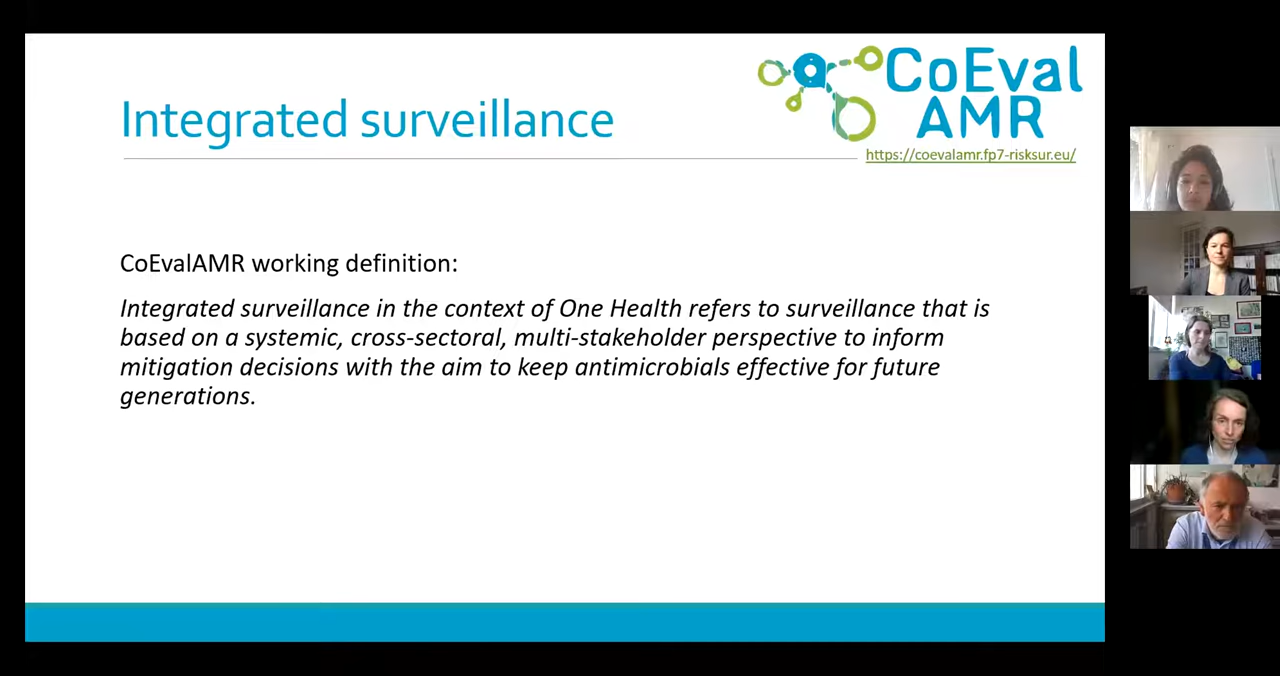 CoEval
AMR
Integrated surveillance
https://coevalamr.fp7-risksur.eu/
CoEvalAMR working definition:
Integrated surveillance in the context of One Health refers to surveillance that is
based on a systemic, cross-sectoral, multi-stakeholder perspective to inform
mitigation decisions with the aim to keep antimicrobials effective for future
generations.